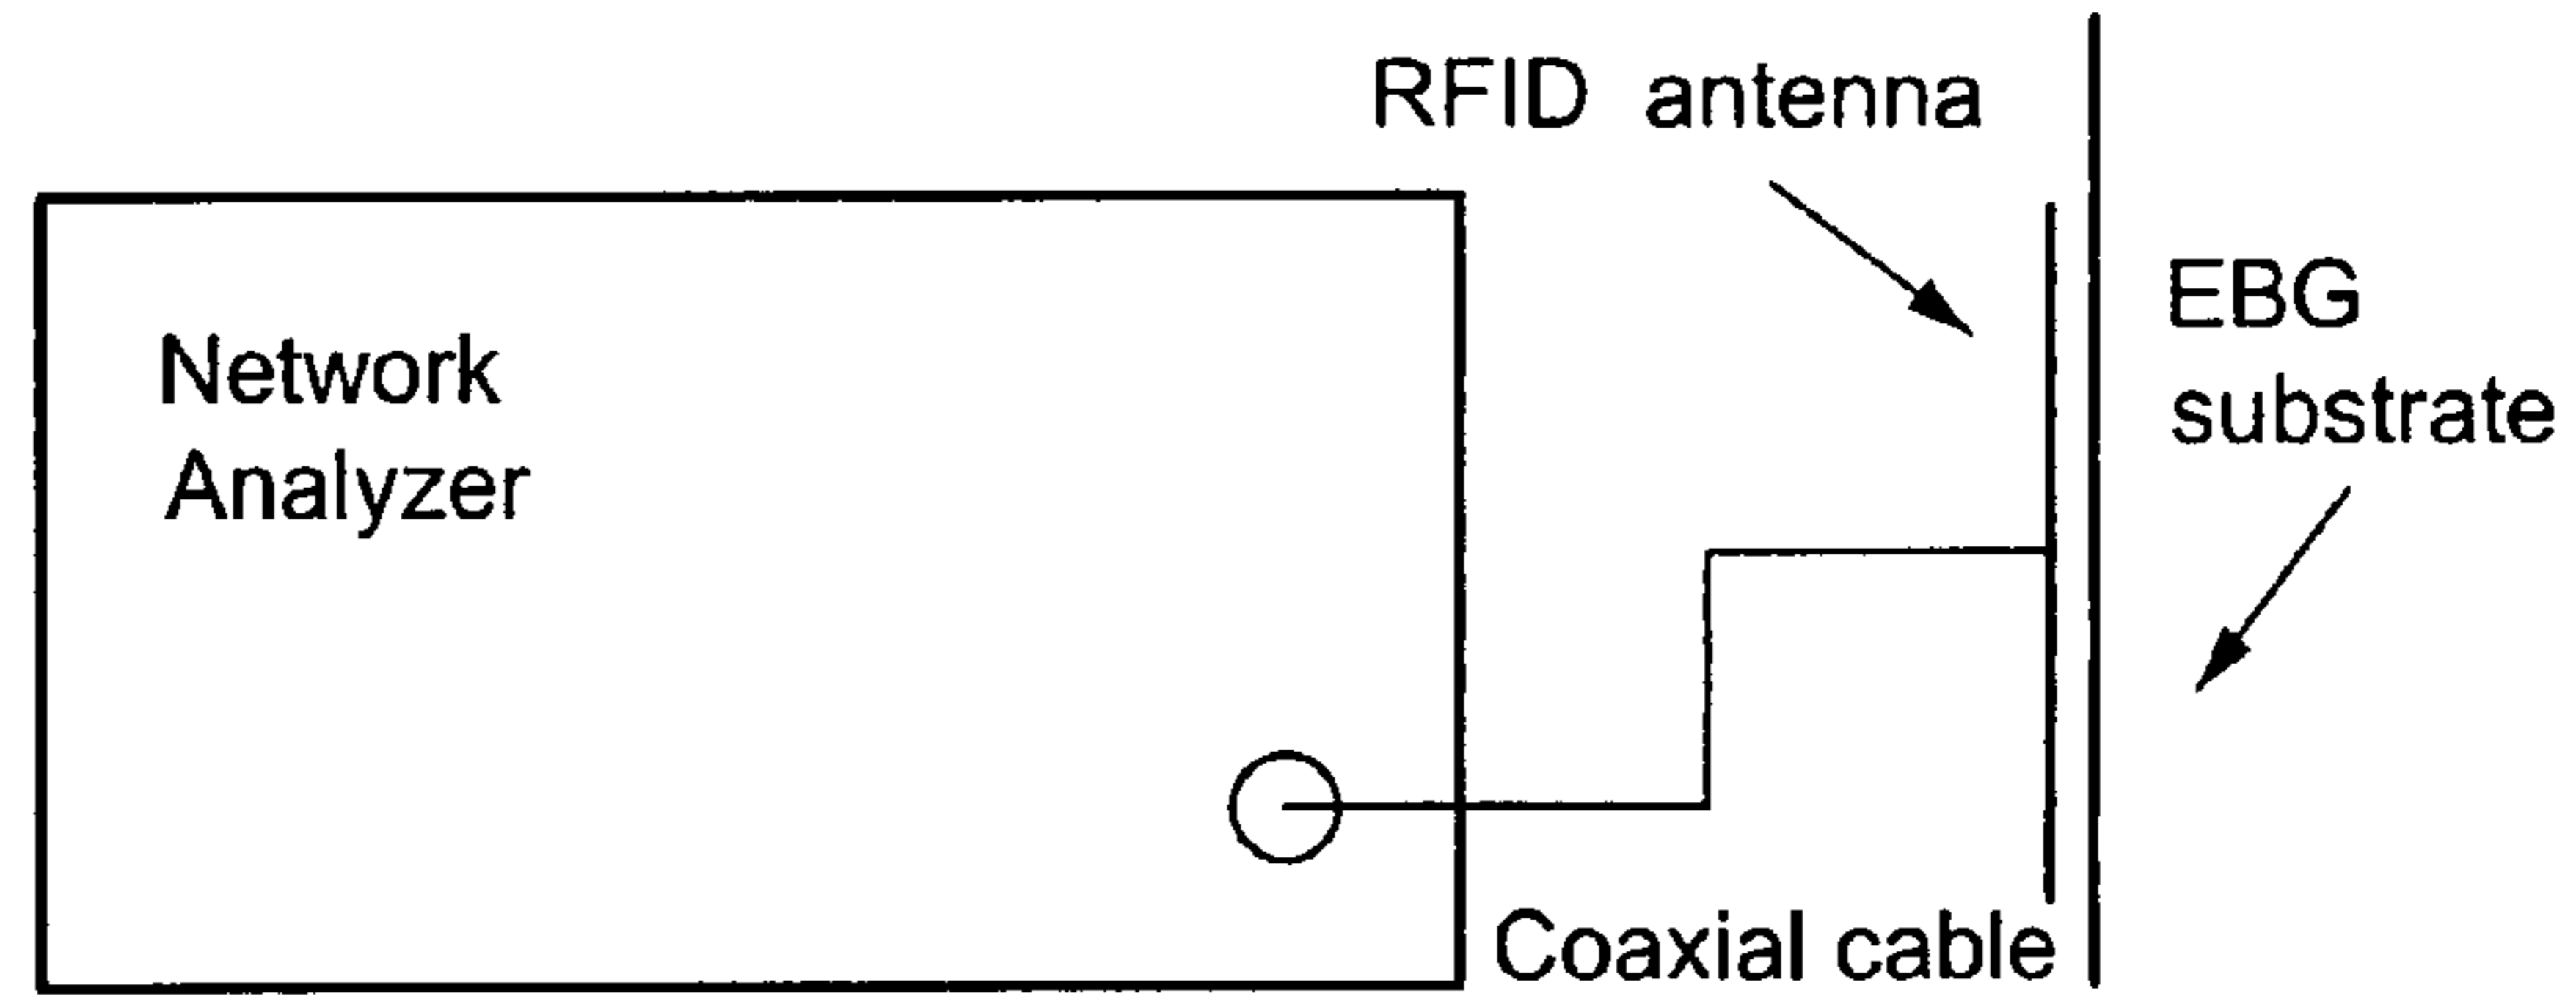 RFID antenna
EBG
substrate
Network
Analyzer
Coaxial cable